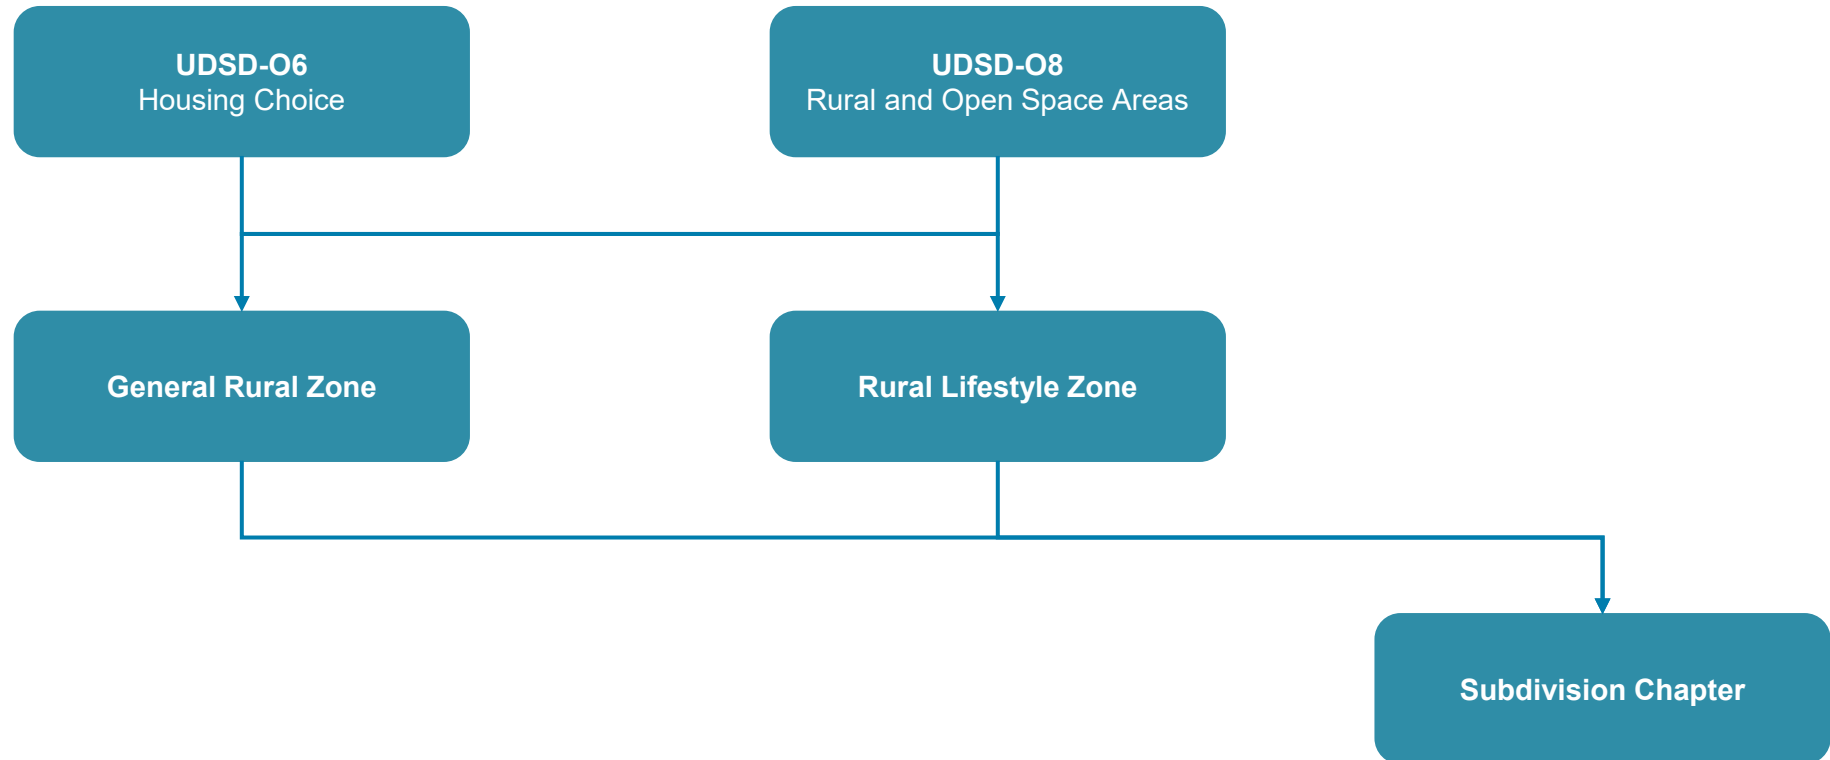 UDSD-O6
Housing Choice
UDSD-O8
Rural and Open Space Areas
General Rural Zone
Rural Lifestyle Zone
Subdivision Chapter